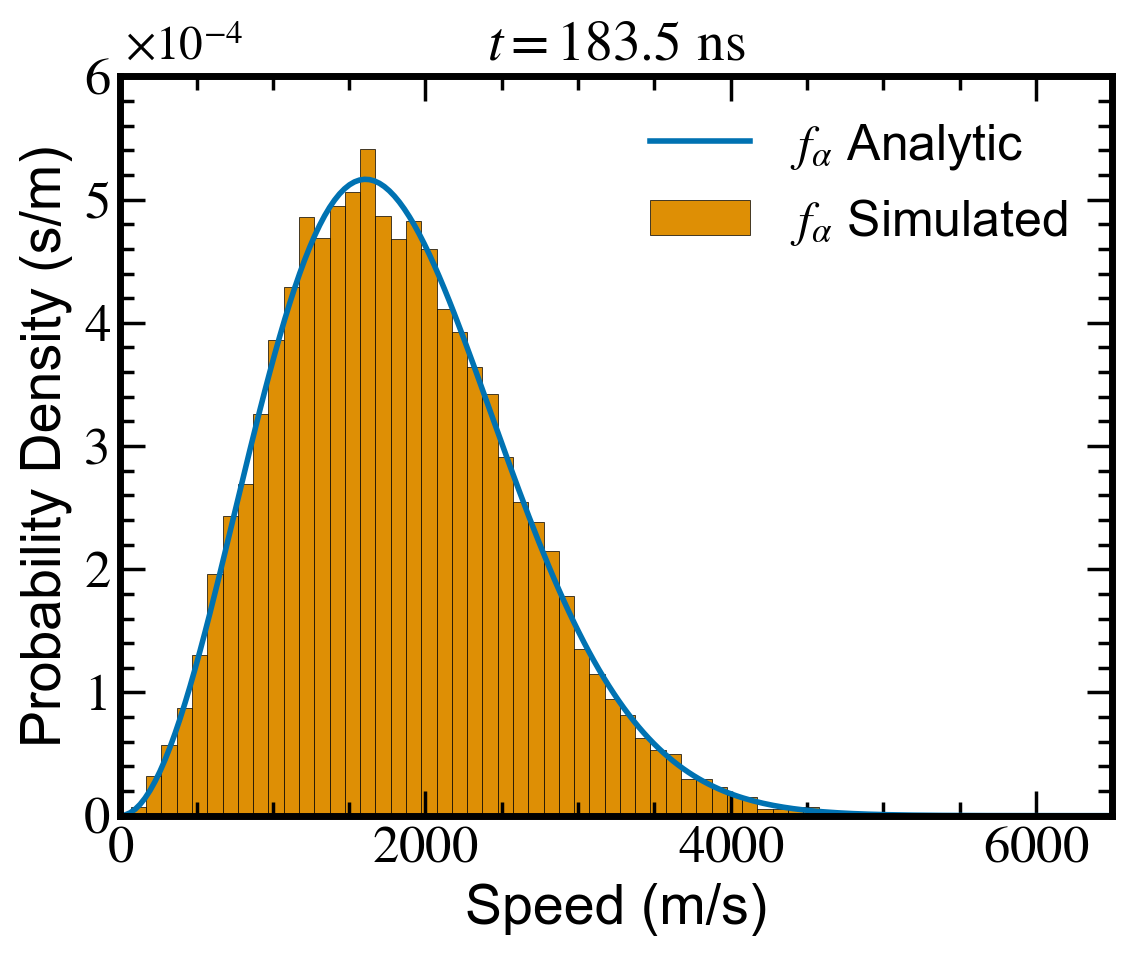 ×10⁻⁴
t = 183.5 ns
Probability Density (s/m)
6
5
4
3
2
1
0
fα Analytic
fα Simulated
0 2000 4000 6000
Speed (m/s)